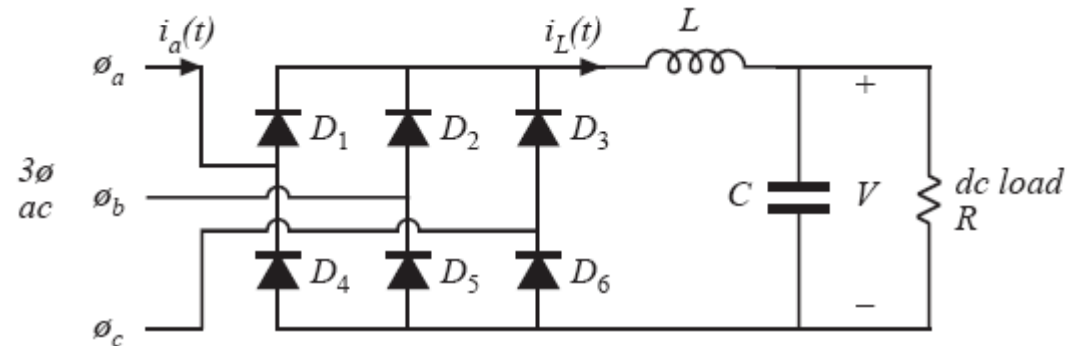 i_a(t) i_L(t) L
ø_a
D_1 D_2 D_3 +
3ø
ac ø_b C V dc load
R
D_4 D_5 D_6
ø_c −